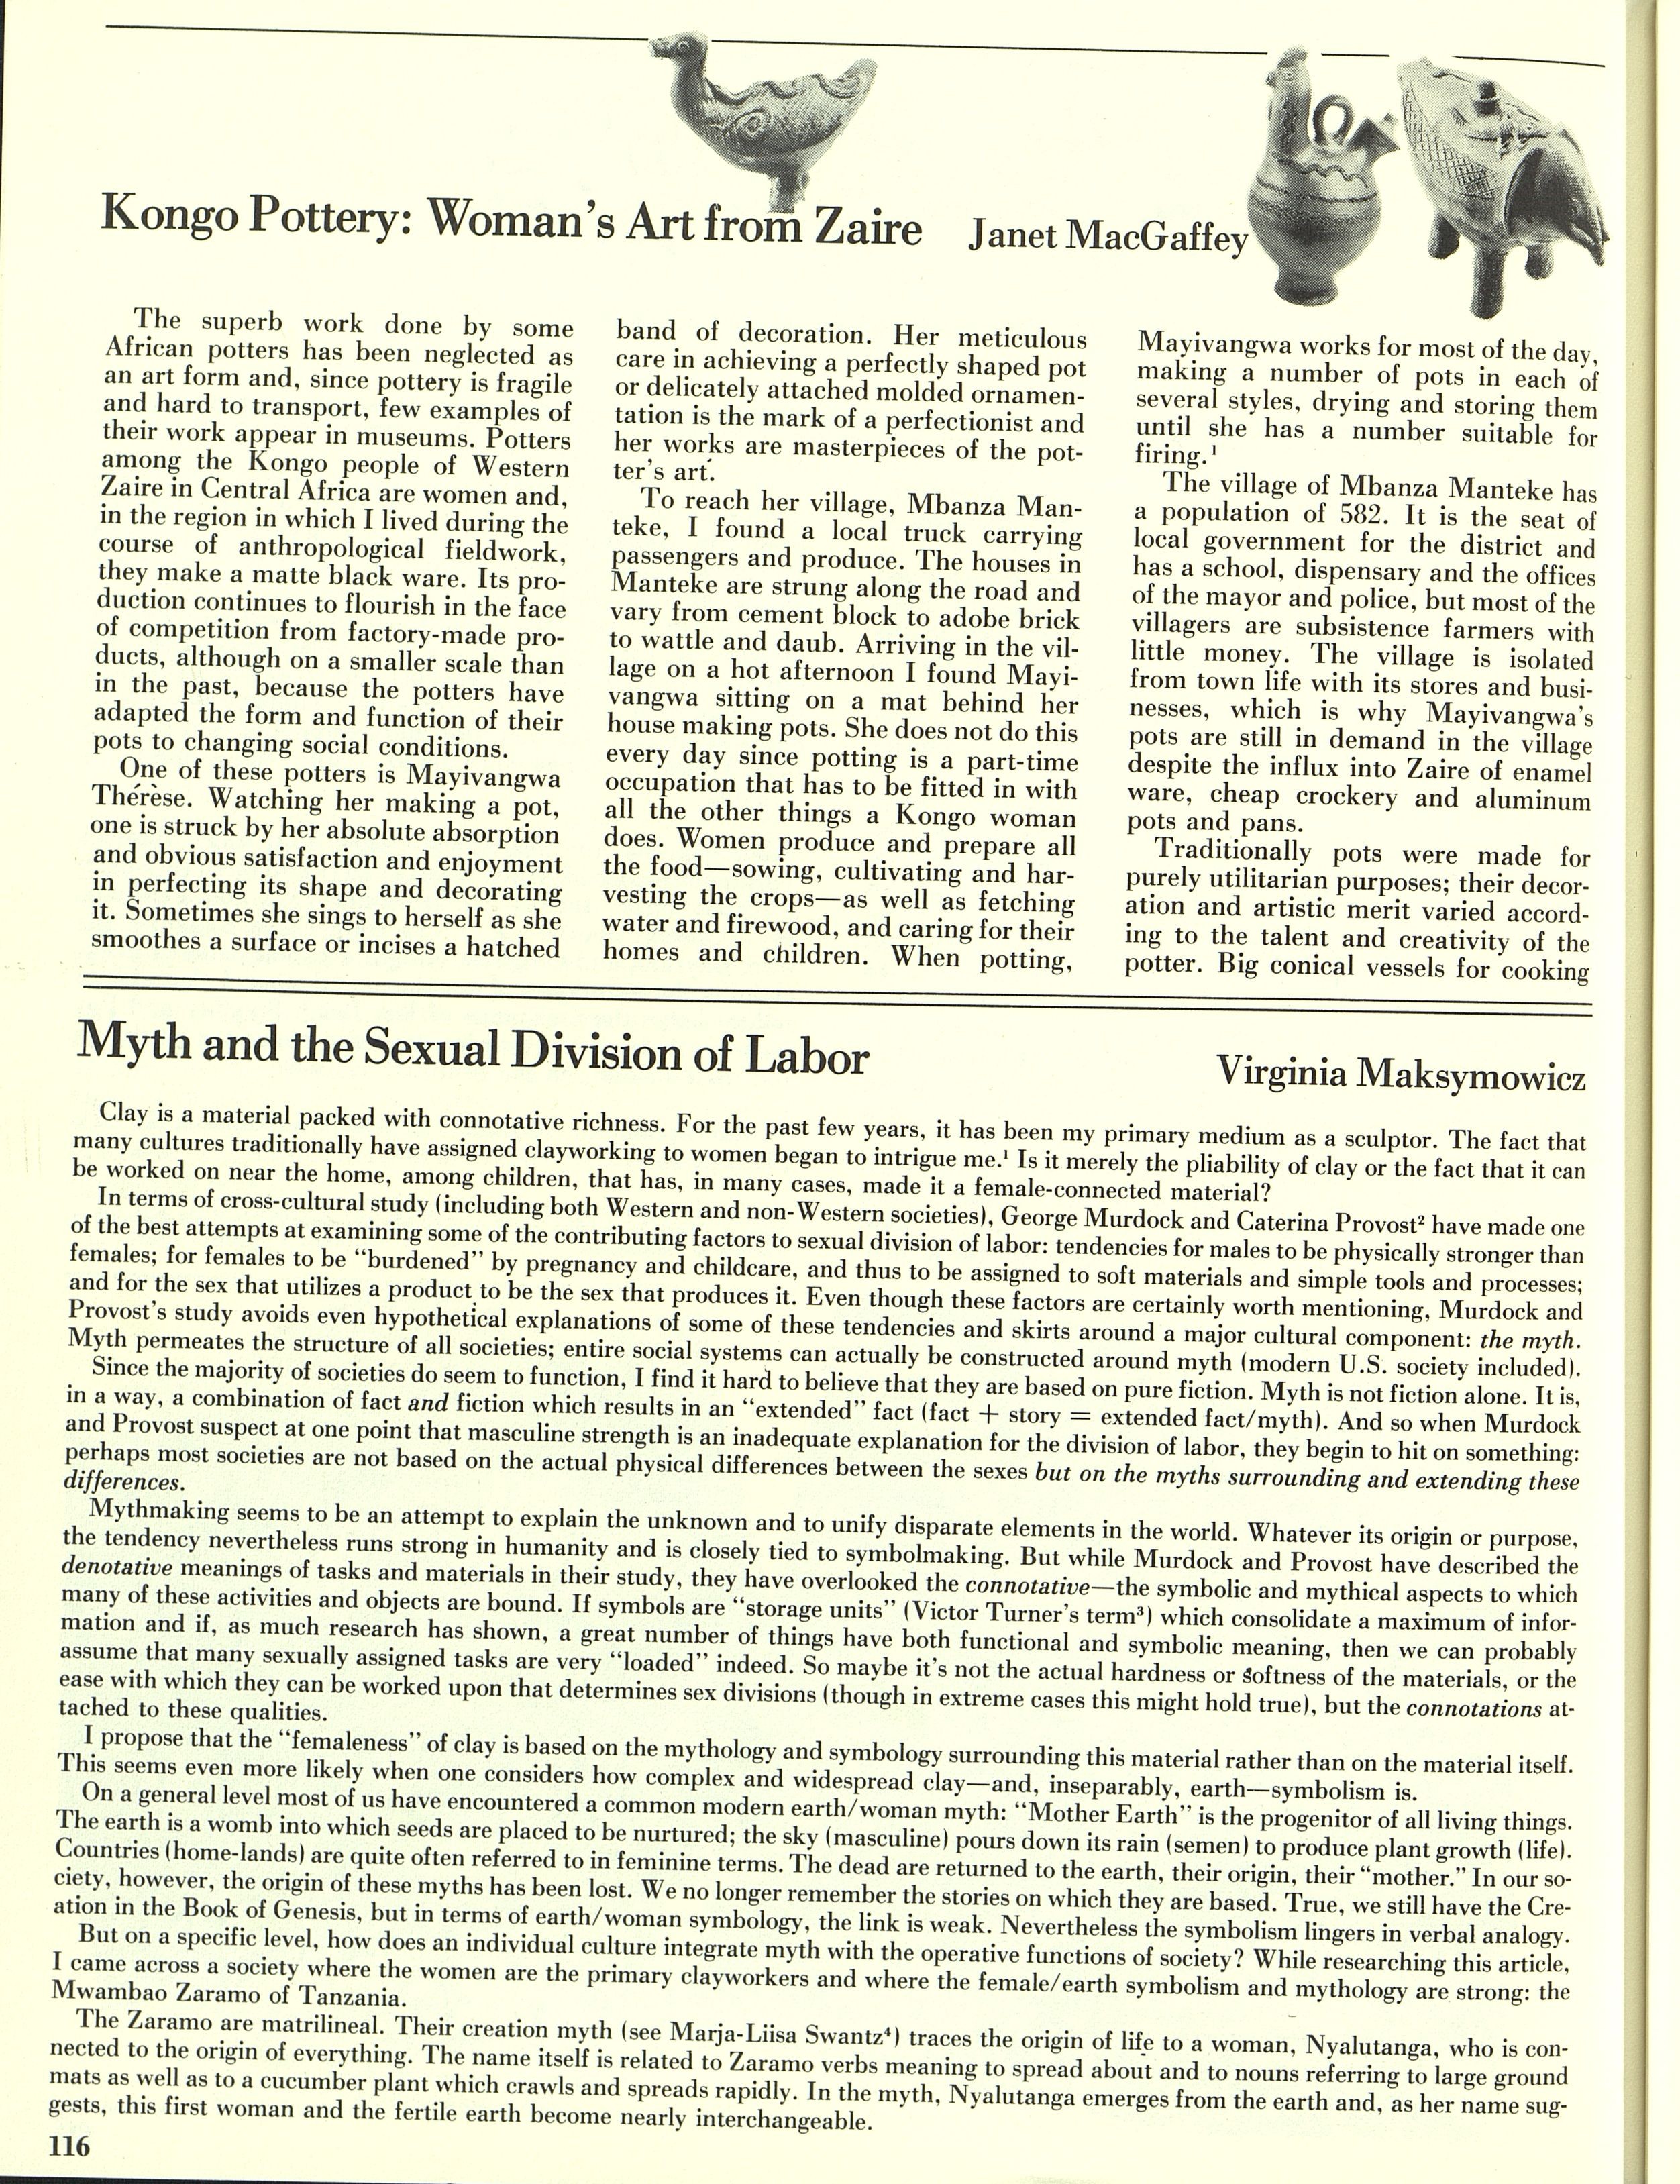 Kongo Pottery: Woman's Art from Zaire Janet MacGaffey
The superb work done by some
African potters has been neglected as
an art form and, since pottery is fragile
and hard to transport, few examples of
their work appear in museums. Potters
among the Kongo people of Western
Zaire in Central Africa are women and,
in the region in which I lived during the
course of anthropological fieldwork,
they make a matte black ware. Its pro-
duction continues to flourish in the face
of competition from factory-made pro-
ducts, although on a smaller scale than
in the past, because the potters have
adapted the form and function of their
pots to changing social conditions.
One of these potters is Mayivangwa
Thérèse. Watching her making a pot,
one is struck by her absolute absorption
and obvious satisfaction and enjoyment
in perfecting its shape and decorating
it. Sometimes she sings to herself as she
smoothes a surface or incises a hatched
band of decoration. Her meticulous
care in achieving a perfectly shaped pot
or delicately attached molded ornamen-
tation is the mark of a perfectionist and
her works are masterpieces of the pot-
ter's art.
To reach her village, Mbanza Man-
teke, I found a local truck carrying
passengers and produce. The houses in
Manteke are strung along the road and
vary from cement block to adobe brick
to wattle and daub. Arriving in the vil-
lage on a hot afternoon I found Mayi-
vangwa sitting on a mat behind her
house making pots. She does not do this
every day since potting is a part-time
occupation that has to be fitted in with
all the other things a Kongo woman
does. Women produce and prepare all
the food—sowing, cultivating and har-
vesting the crops—as well as fetching
water and firewood, and caring for their
homes and children. When potting,
Mayivangwa works for most of the day,
making a number of pots in each of
several styles, drying and storing them
until she has a number suitable for
firing.¹
The village of Mbanza Manteke has
a population of 582. It is the seat of
local government for the district and
has a school, dispensary and the offices
of the mayor and police, but most of the
villagers are subsistence farmers with
little money. The village is isolated
from town life with its stores and busi-
nesses, which is why Mayivangwa's
pots are still in demand in the village
despite the influx into Zaire of enamel
ware, cheap crockery and aluminum
pots and pans.
Traditionally pots were made for
purely utilitarian purposes; their decor-
ation and artistic merit varied accord-
ing to the talent and creativity of the
potter. Big conical vessels for cooking
Myth and the Sexual Division of Labor Virginia Maksymowicz
Clay is a material packed with connotative richness. For the past few years, it has been my primary medium as a sculptor. The fact that
many cultures traditionally have assigned clayworking to women began to intrigue me.¹ Is it merely the pliability of clay or the fact that it can
be worked on near the home, among children, that has, in many cases, made it a female-connected material?
In terms of cross-cultural study (including both Western and non-Western societies), George Murdock and Caterina Provost² have made one
of the best attempts at examining some of the contributing factors to sexual division of labor: tendencies for males to be physically stronger than
females; for females to be "burdened" by pregnancy and childcare, and thus to be assigned to soft materials and simple tools and processes;
and for the sex that utilizes a product to be the sex that produces it. Even though these factors are certainly worth mentioning, Murdock and
Provost's study avoids even hypothetical explanations of some of these tendencies and skirts around a major cultural component: the myth.
Myth permeates the structure of all societies; entire social systems can actually be constructed around myth (modern U.S. society included).
Since the majority of societies do seem to function, I find it hard to believe that they are based on pure fiction. Myth is not fiction alone. It is,
in a way, a combination of fact and fiction which results in an "extended" fact (fact + story = extended fact/myth). And so when Murdock
and Provost suspect at one point that masculine strength is an inadequate explanation for the division of labor, they begin to hit on something:
perhaps most societies are not based on the actual physical differences between the sexes but on the myths surrounding and extending these
differences.
Mythmaking seems to be an attempt to explain the unknown and to unify disparate elements in the world. Whatever its origin or purpose,
the tendency nevertheless runs strong in humanity and is closely tied to symbolmaking. But while Murdock and Provost have described the
denotative meanings of tasks and materials in their study, they have overlooked the connotative—the symbolic and mythical aspects to which
many of these activities and objects are bound. If symbols are "storage units" (Victor Turner's term³) which consolidate a maximum of infor-
mation and if, as much research has shown, a great number of things have both functional and symbolic meaning, then we can probably
assume that many sexually assigned tasks are very "loaded" indeed. So maybe it's not the actual hardness or softness of the materials, or the
ease with which they can be worked upon that determines sex divisions (though in extreme cases this might hold true), but the connotations at-
tached to these qualities.
I propose that the "femaleness" of clay is based on the mythology and symbology surrounding this material rather than on the material itself.
This seems even more likely when one considers how complex and widespread clay—and, inseparably, earth—symbolism is.
On a general level most of us have encountered a common modern earth/woman myth: "Mother Earth" is the progenitor of all living things.
The earth is a womb into which seeds are placed to be nurtured; the sky (masculine) pours down its rain (semen) to produce plant growth (life).
Countries (home-lands) are quite often referred to in feminine terms. The dead are returned to the earth, their origin, their "mother." In our so-
ciety, however, the origin of these myths has been lost. We no longer remember the stories on which they are based. True, we still have the Cre-
ation in the Book of Genesis, but in terms of earth/woman symbology, the link is weak. Nevertheless the symbolism lingers in verbal analogy.
But on a specific level, how does an individual culture integrate myth with the operative functions of society? While researching this article,
I came across a society where the women are the primary clayworkers and where the female/earth symbolism and mythology are strong: the
Mwambao Zaramo of Tanzania.
The Zaramo are matrilineal. Their creation myth (see Marja-Liisa Swantz⁴) traces the origin of life to a woman, Nyalutanga, who is con-
nected to the origin of everything. The name itself is related to Zaramo verbs meaning to spread about and to nouns referring to large ground
mats as well as to a cucumber plant which crawls and spreads rapidly. In the myth, Nyalutanga emerges from the earth and, as her name sug-
gests, this first woman and the fertile earth become nearly interchangeable.
116